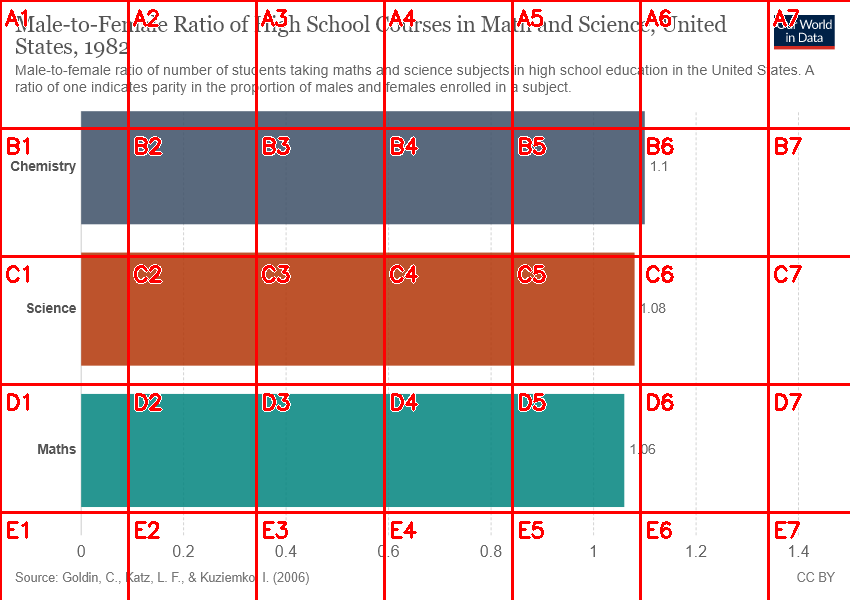 Male-to-Female Ratio of High School Courses in Math and Science, United
States, 1982
Our World
in Data
Male-to-female ratio of number of students taking maths and science subjects in high school education in the United States. A
ratio of one indicates parity in the proportion of males and females enrolled in a subject.
A1 A2 A3 A4 A5 A6 A7
B1 B2 B3 B4 B5 B6 B7
Chemistry 1.1
C1 C2 C3 C4 C5 C6 C7
Science 1.08
D1 D2 D3 D4 D5 D6 D7
Maths 1.06
E1 E2 E3 E4 E5 E6 E7
0 0.2 0.4 0.6 0.8 1 1.2 1.4
Source: Goldin, C., Katz, L. F., & Kuziemko, I. (2006)
CC BY